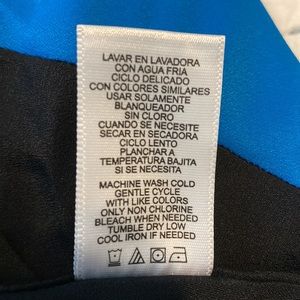 LAVAR EN LAVADORA
CON AGUA FRIA
CICLO DELICADO
CON COLORES SIMILARES
USAR SOLAMENTE
BLANQUEADOR
SIN CLORO
CUANDO SE NECESITE
SECAR EN SECADORA
CICLO LENTO
PLANCHAR A
TEMPERATURA BAJITA
SI SE NECESITA
MACHINE WASH COLD
GENTLE CYCLE
WITH LIKE COLORS
ONLY NON CHLORINE
BLEACH WHEN NEEDED
TUMBLE DRY LOW
COOL IRON IF NEEDED